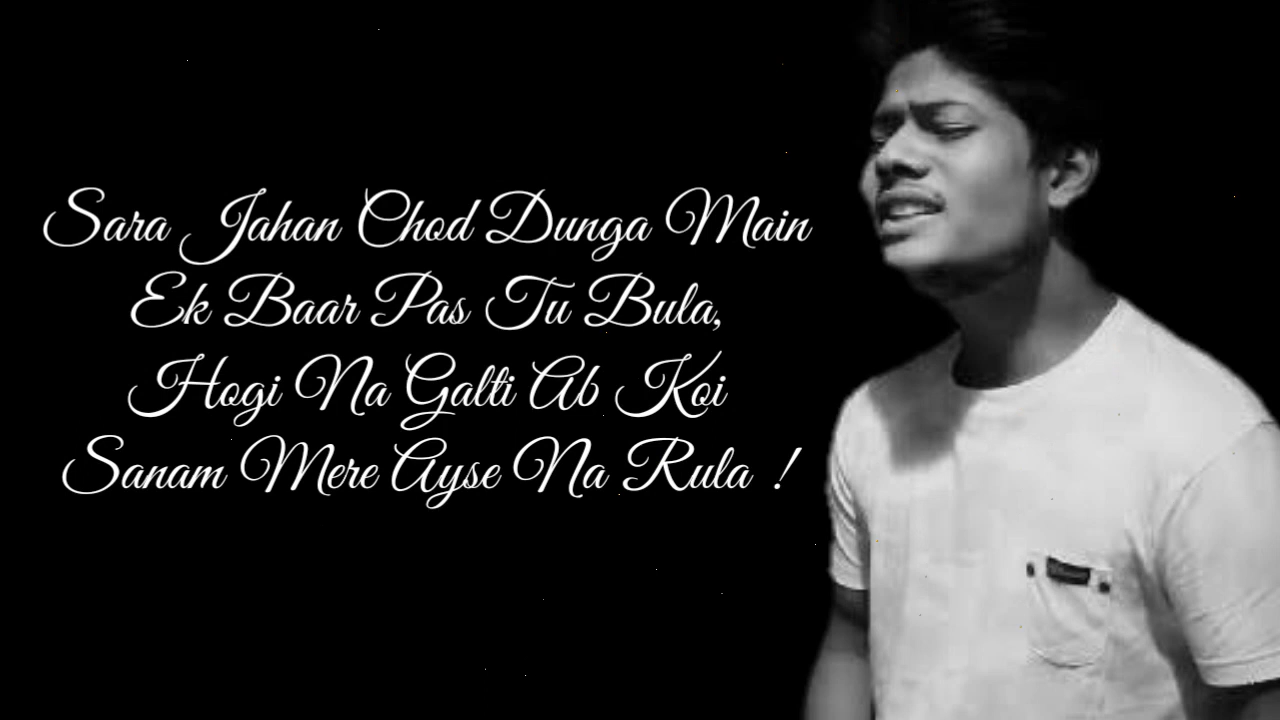 Sara Jahan Chod Dunga Main
Ek Baar Pas Tu Bula,
Hogi Na Galti Ab Koi
Sanam Mere Ayse Na Rula !